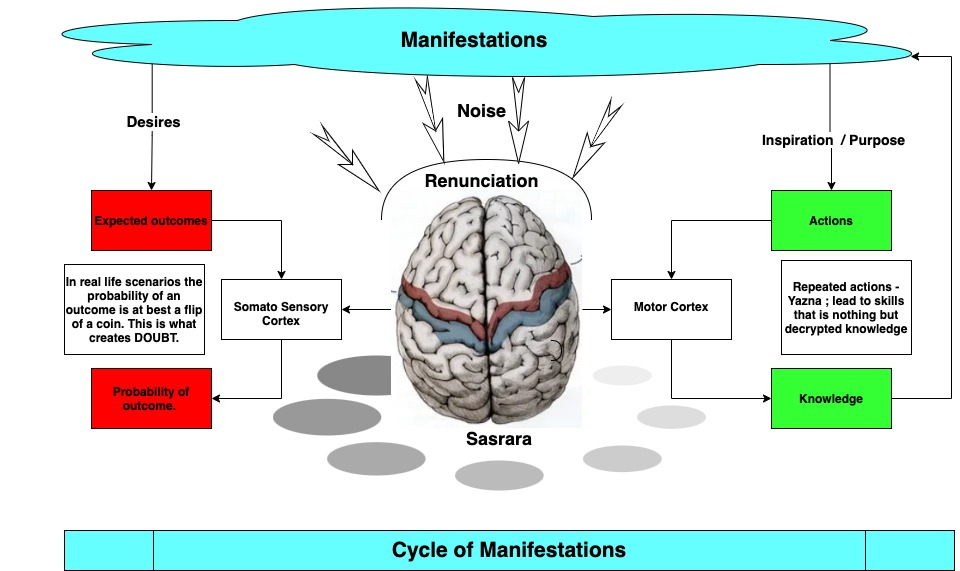 Manifestations
Noise
Desires
Inspiration / Purpose
Renunciation
Expected outcomes
Actions
In real life scenarios the
probability of an
outcome is at best a flip
of a coin. This is what
creates DOUBT.
Somato Sensory
Cortex
Motor Cortex
Repeated actions -
Yazna ; lead to skills
that is nothing but
decrypted knowledge
Probability of
outcome.
Knowledge
Sasrara
Cycle of Manifestations